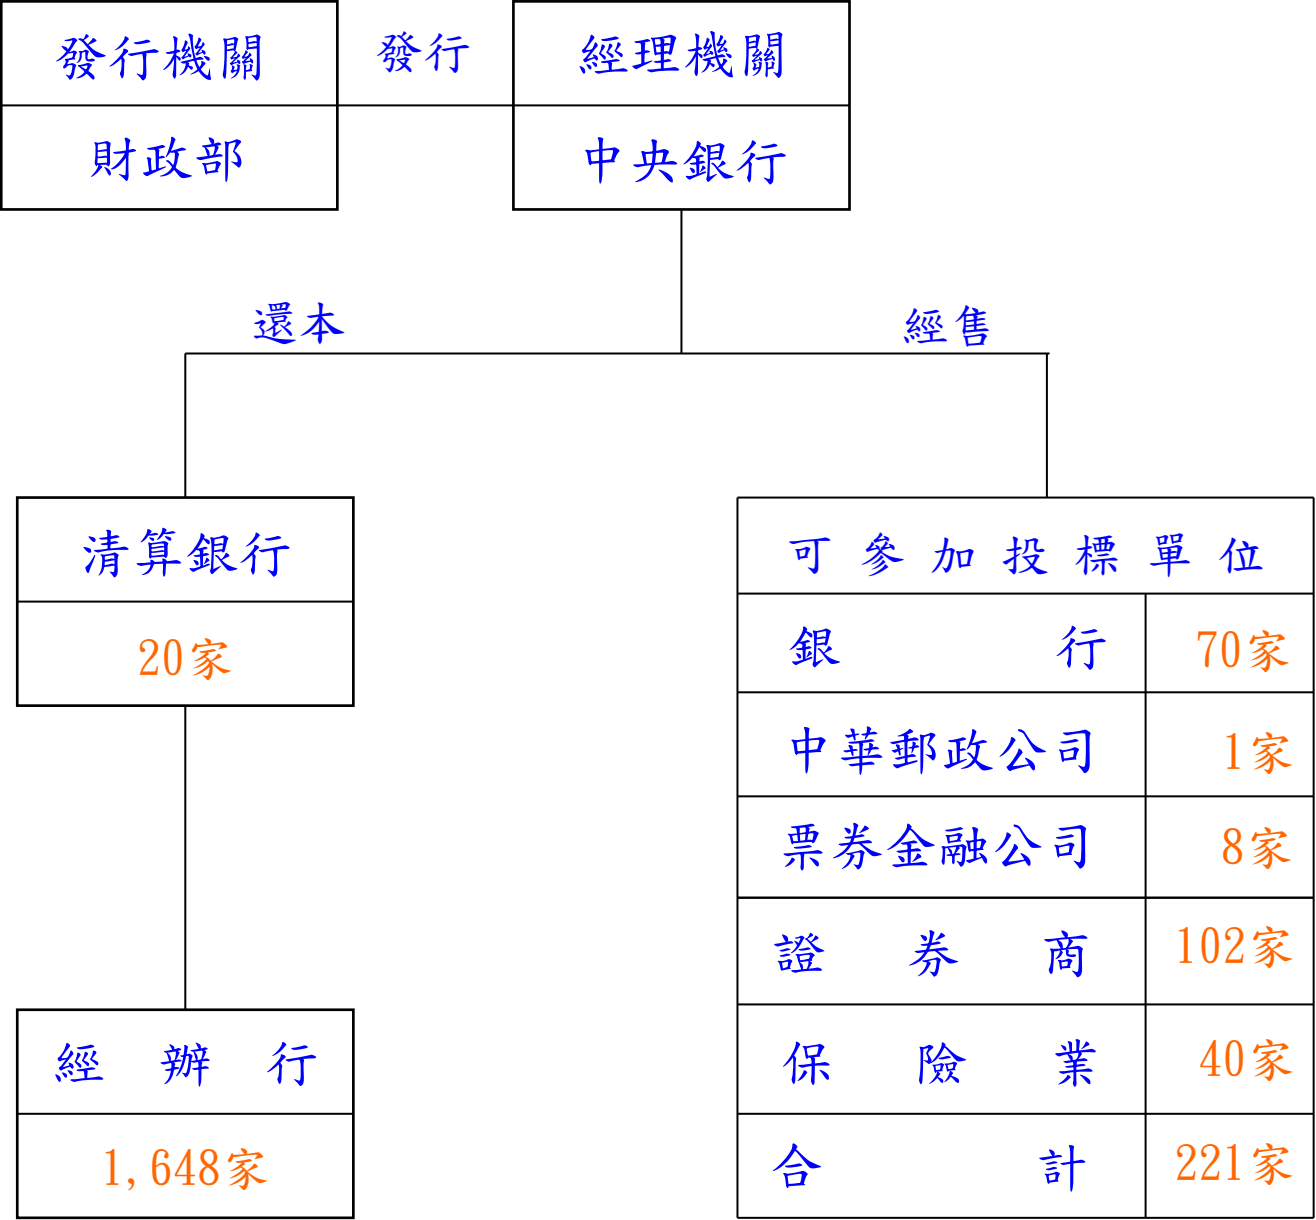 發行機關
發行
經理機關
財政部
中央銀行
還本
經售
清算銀行
20家
經辦行
1,648家
可參加投標單位
銀行 70家
中華郵政公司 1家
票券金融公司 8家
證券商 102家
保險業 40家
合計 221家